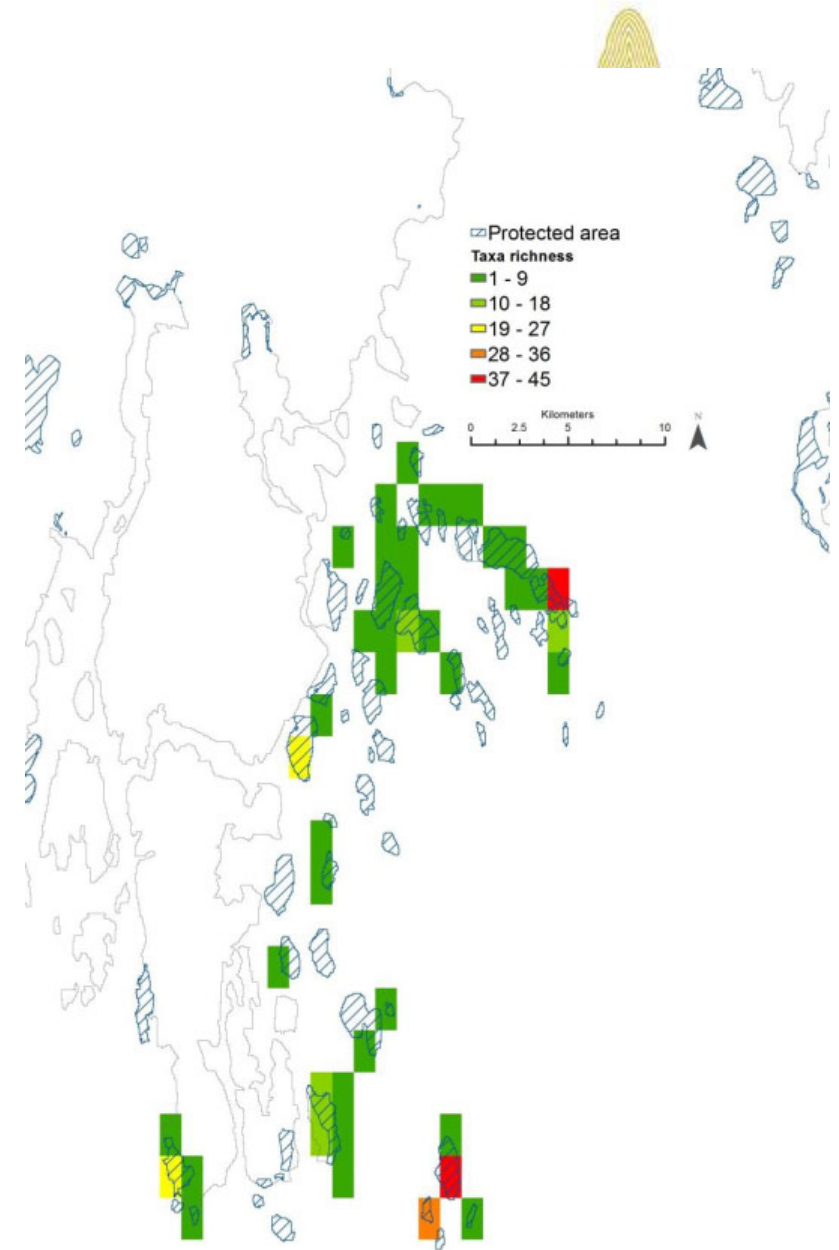 Protected area
Taxa richness
1 - 9
10 - 18
19 - 27
28 - 36
37 - 45
Kilometers
0 2.5 5 10
N